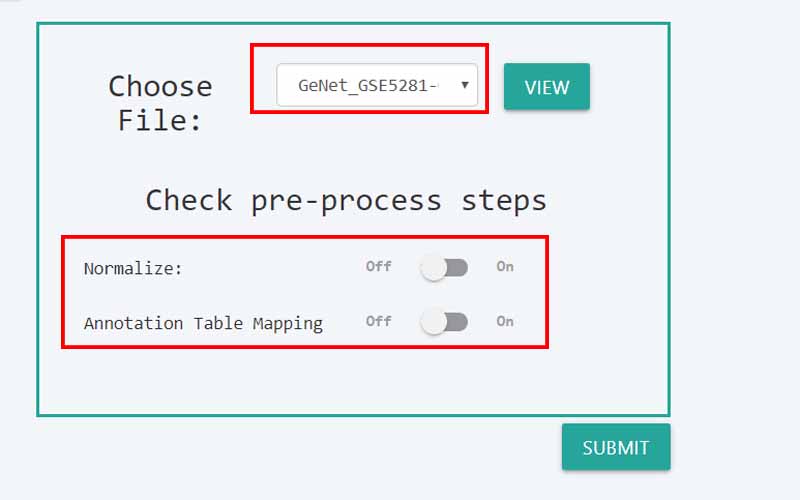 Choose
File:
GeNet_GSE5281-
VIEW
Check pre-process steps
Normalize:
Off
On
Annotation Table Mapping
Off
On
SUBMIT